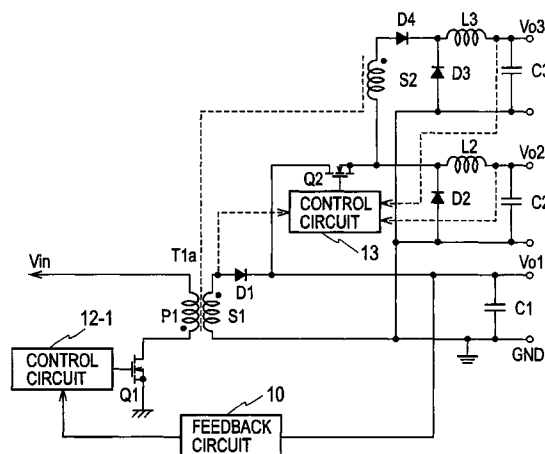 D4
L3
Vo3
C3
D3
S2
L2
Vo2
Q2
CONTROL
CIRCUIT
D2
C2
13
T1a
Vin
D1
Vo1
12-1
P1
S1
C1
CONTROL
CIRCUIT
GND
Q1
10
FEEDBACK
CIRCUIT